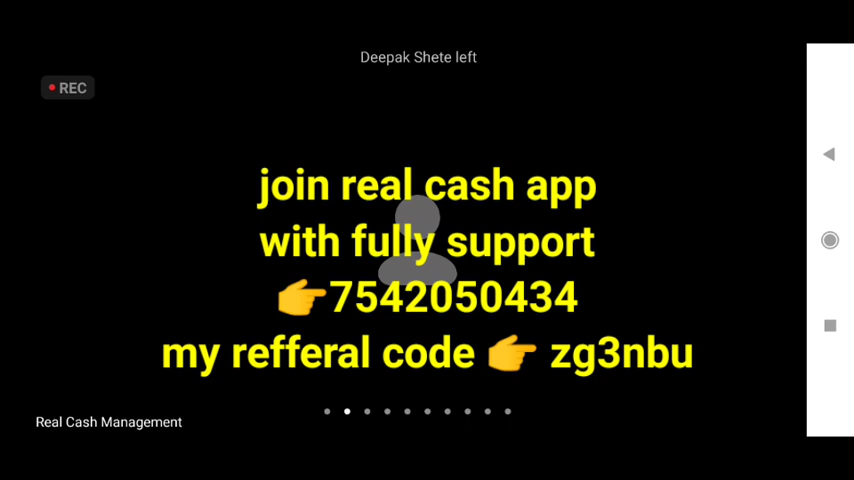 Deepak Shete left
REC
join real cash app
with fully support
👉7542050434
my refferal code 👉 zg3nbu
Real Cash Management